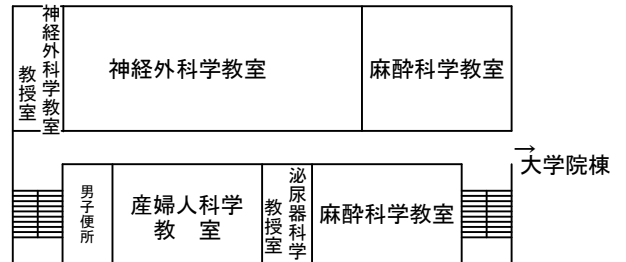 神経外科学教室
教授室
神経外科学教室
麻酔科学教室
→
大学院棟
男子便所
産婦人科学
教 室
泌尿器科学
教授室
麻酔科学教室